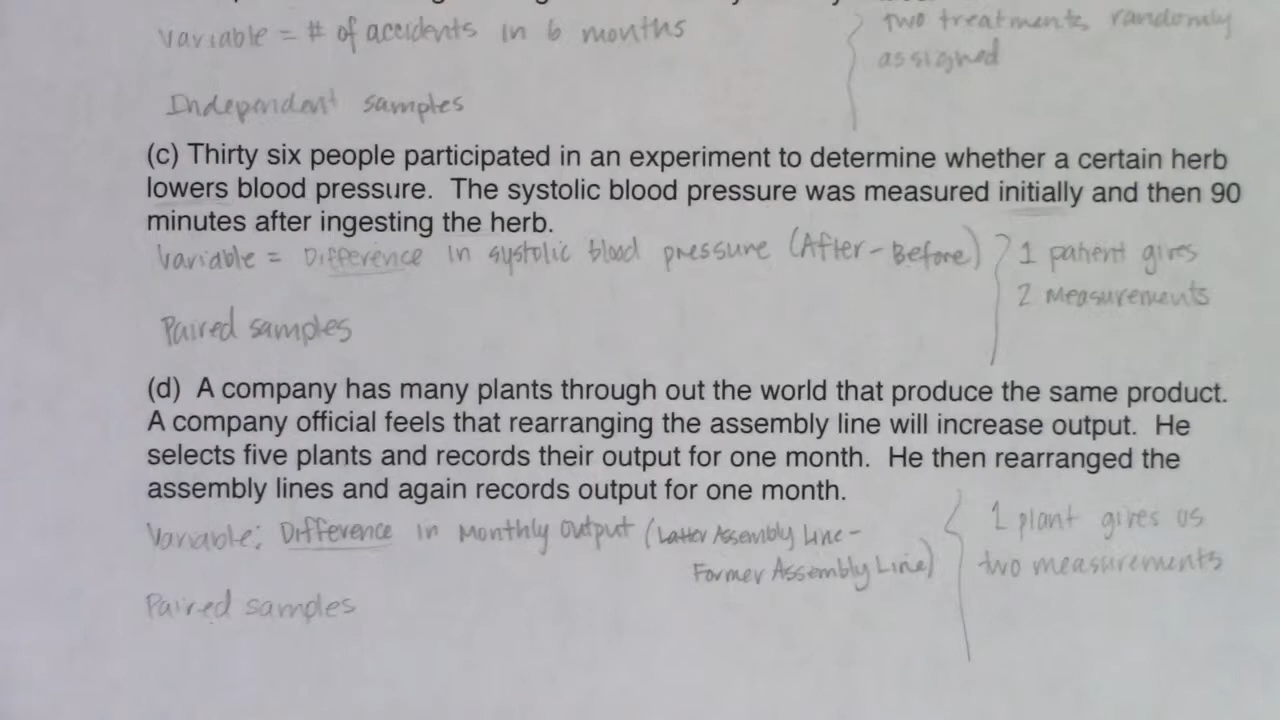 variable = # of accidents in 6 months
two treatments randomly
assigned
Independent samples
(c) Thirty six people participated in an experiment to determine whether a certain herb
lowers blood pressure. The systolic blood pressure was measured initially and then 90
minutes after ingesting the herb.
Variable = Difference in systolic blood pressure (After - Before)
1 patient gives
2 measurements
Paired samples
(d) A company has many plants through out the world that produce the same product.
A company official feels that rearranging the assembly line will increase output. He
selects five plants and records their output for one month. He then rearranged the
assembly lines and again records output for one month.
Variable: Difference in Monthly output (Latter Assembly Line -
Former Assembly Line)
1 plant gives us
two measurements
Paired samples